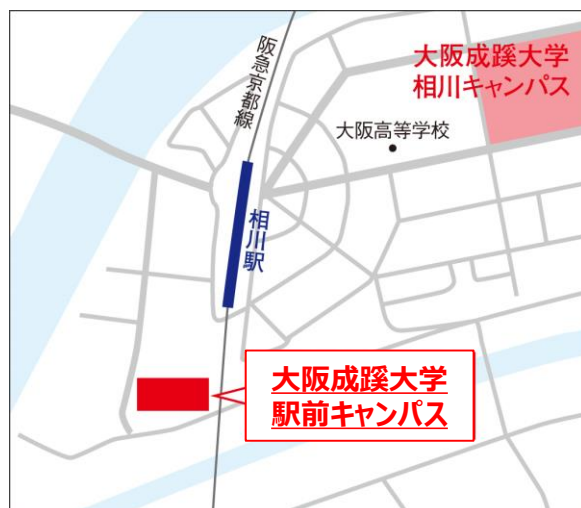 阪急京都線
大阪成蹊大学
相川キャンパス
大阪高等学校
相川駅
大阪成蹊大学
駅前キャンパス